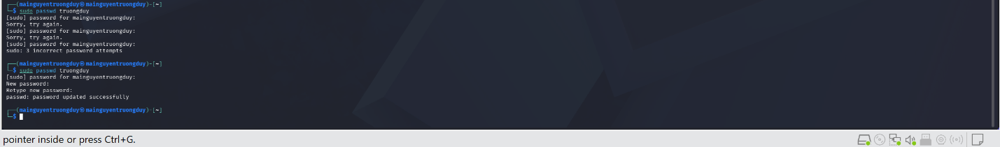 ┌──(mainguyentruongduy㉿mainguyentruongduy)-[~]
└─$ sudo passwd truongduy
[sudo] password for mainguyentruongduy:
Sorry, try again.
[sudo] password for mainguyentruongduy:
Sorry, try again.
[sudo] password for mainguyentruongduy:
sudo: 3 incorrect password attempts
┌──(mainguyentruongduy㉿mainguyentruongduy)-[~]
└─$ sudo passwd truongduy
[sudo] password for mainguyentruongduy:
New password:
Retype new password:
passwd: password updated successfully
┌──(mainguyentruongduy㉿mainguyentruongduy)-[~]
└─$
pointer inside or press Ctrl+G.